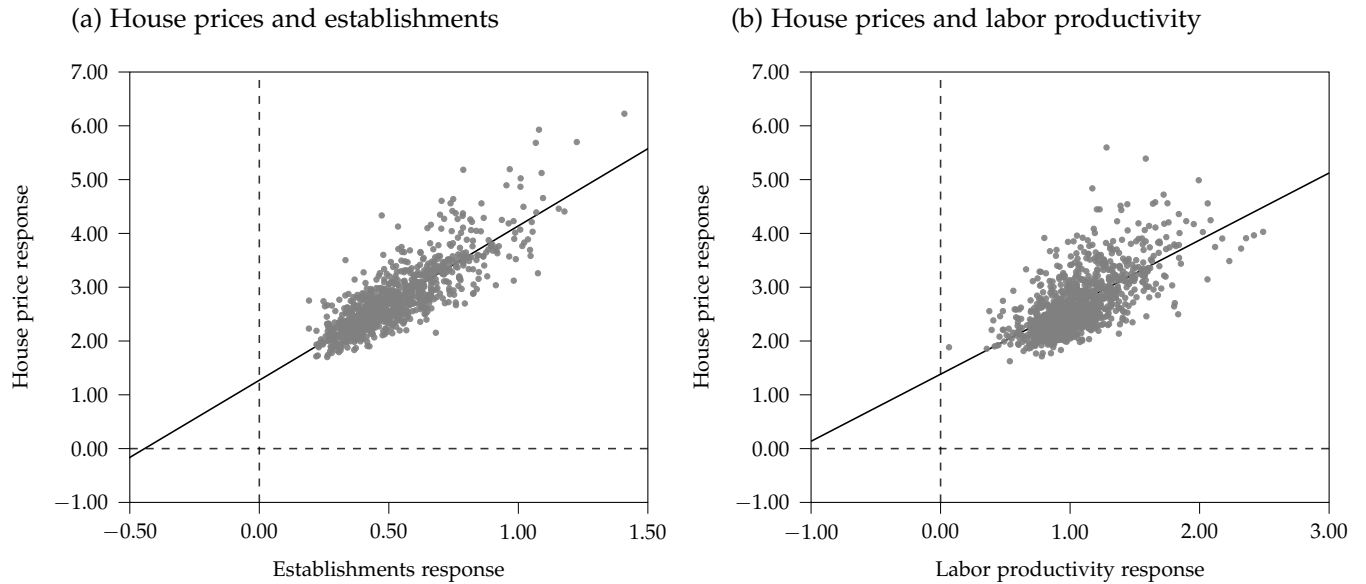 (a) House prices and establishments
7.00
6.00
5.00
4.00
3.00
2.00
1.00
0.00
−1.00
House price response
−0.50 0.00 0.50 1.00 1.50
Establishments response
(b) House prices and labor productivity
7.00
6.00
5.00
4.00
3.00
2.00
1.00
0.00
−1.00
House price response
−1.00 0.00 1.00 2.00 3.00
Labor productivity response